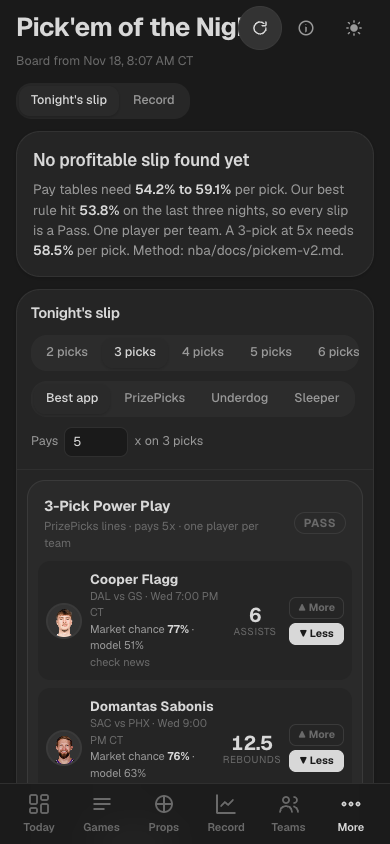 Pick'em of the Nig
Board from Nov 18, 8:07 AM CT
Tonight's slip Record
No profitable slip found yet
Pay tables need 54.2% to 59.1% per pick. Our best
rule hit 53.8% on the last three nights, so every slip
is a Pass. One player per team. A 3-pick at 5x needs
58.5% per pick. Method: nba/docs/pickem-v2.md.
Tonight's slip
2 picks 3 picks 4 picks 5 picks 6 picks
Best app PrizePicks Underdog Sleeper
Pays 5 x on 3 picks
3-Pick Power Play
PrizePicks lines · pays 5x · one player per
team
PASS
Cooper Flagg
DAL vs GS · Wed 7:00 PM
CT
Market chance 77% ·
model 51%
check news
6
ASSISTS
▲ More
▼ Less
Domantas Sabonis
SAC vs PHX · Wed 9:00
PM CT
Market chance 76% ·
model 63%
12.5
REBOUNDS
▲ More
▼ Less
Today Games Props Record Teams More